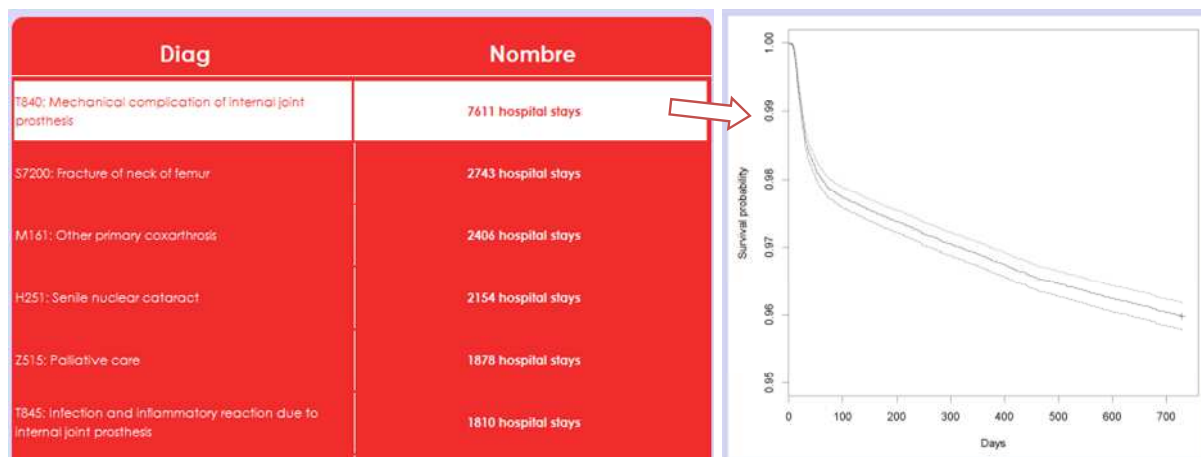 Diag Nombre
T840: Mechanical complication of internal joint
prosthesis
7611 hospital stays
S7200: Fracture of neck of femur 2743 hospital stays
M161: Other primary coxarthrosis 2406 hospital stays
H251: Senile nuclear cataract 2154 hospital stays
Z515: Palliative care 1878 hospital stays
T845: Infection and inflammatory reaction due to
internal joint prosthesis
1810 hospital stays
Survival probability
1.00
0.99
0.98
0.97
0.96
0.95
0 100 200 300 400 500 600 700
Days